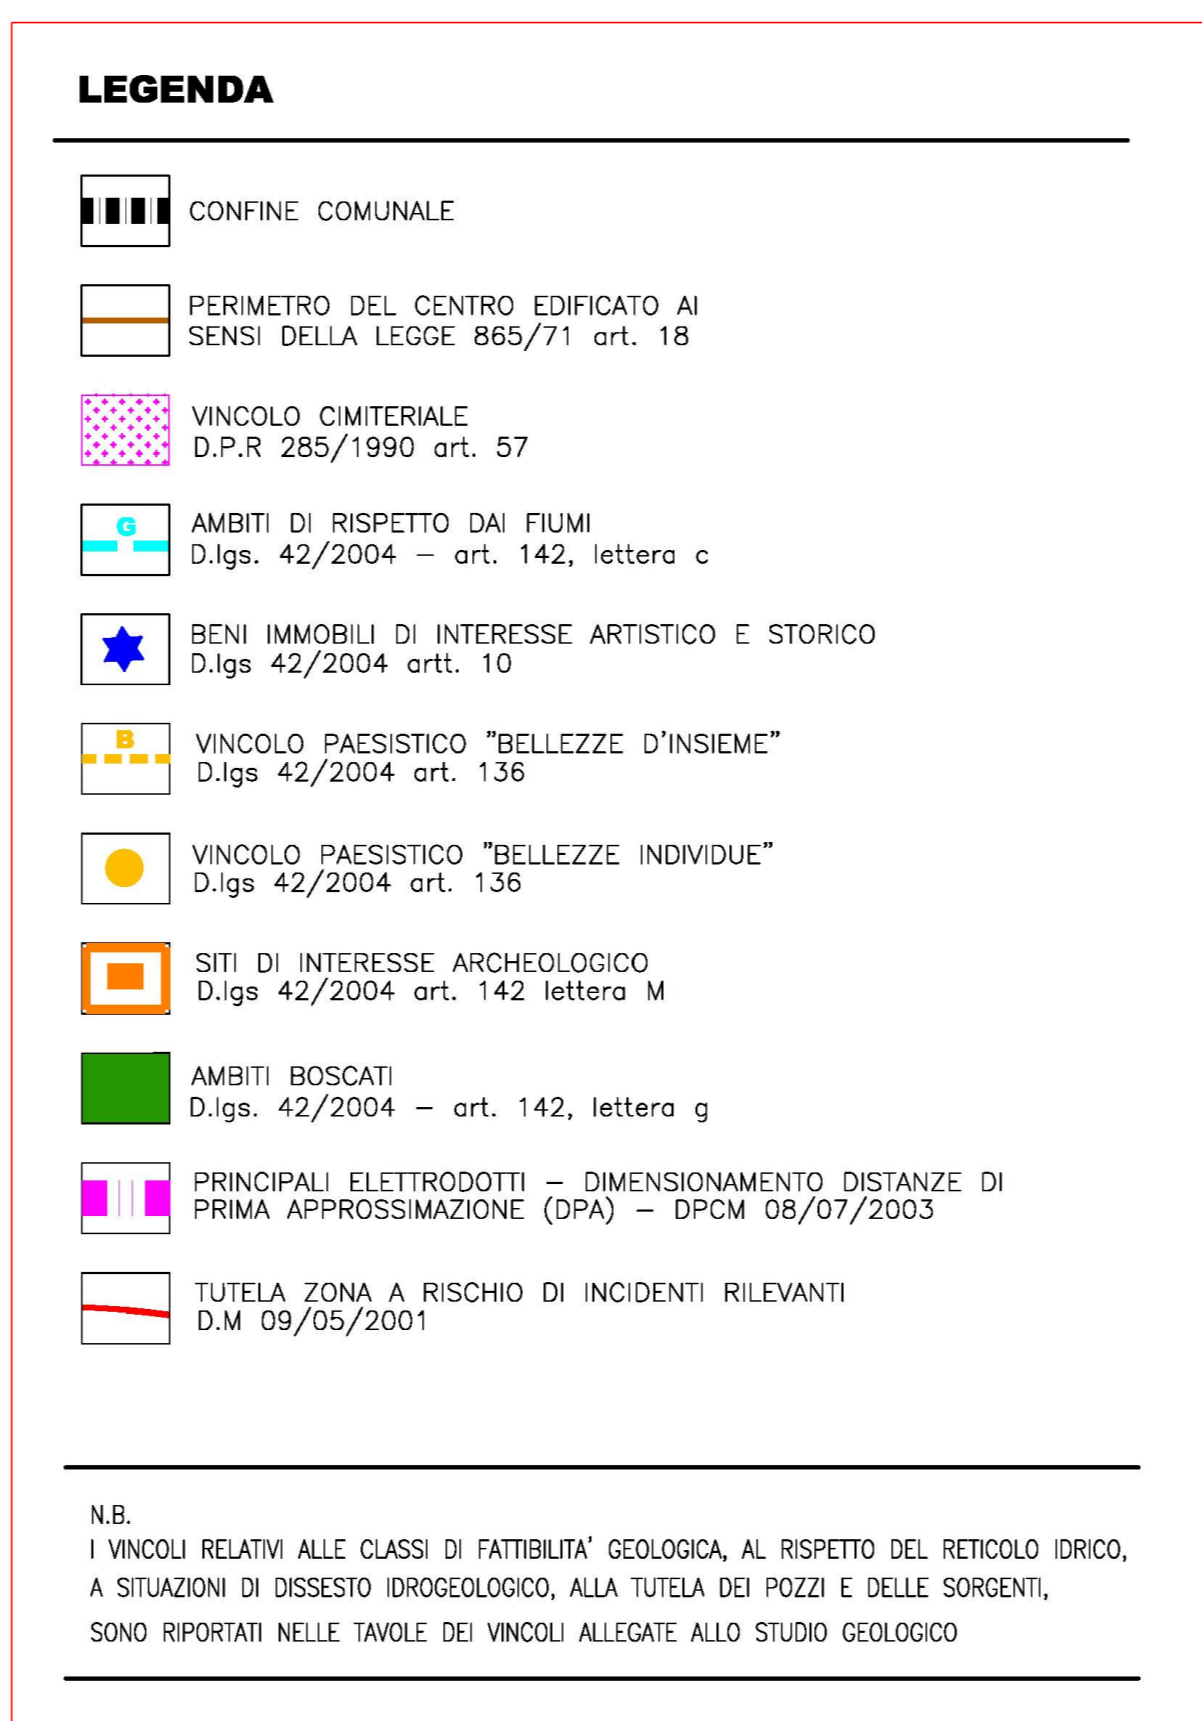 LEGENDA
CONFINE COMUNALE
PERIMETRO DEL CENTRO EDIFICATO AI
SENSI DELLA LEGGE 865/71 art. 18
VINCOLO CIMITERIALE
D.P.R 285/1990 art. 57
G
AMBITI DI RISPETTO DAI FIUMI
D.lgs. 42/2004 – art. 142, lettera c
BENI IMMOBILI DI INTERESSE ARTISTICO E STORICO
D.lgs 42/2004 artt. 10
B
VINCOLO PAESISTICO "BELLEZZE D'INSIEME"
D.lgs 42/2004 art. 136
VINCOLO PAESISTICO "BELLEZZE INDIVIDUE"
D.lgs 42/2004 art. 136
SITI DI INTERESSE ARCHEOLOGICO
D.lgs 42/2004 art. 142 lettera M
AMBITI BOSCATI
D.lgs. 42/2004 – art. 142, lettera g
PRINCIPALI ELETTRODOTTI – DIMENSIONAMENTO DISTANZE DI
PRIMA APPROSSIMAZIONE (DPA) – DPCM 08/07/2003
TUTELA ZONA A RISCHIO DI INCIDENTI RILEVANTI
D.M 09/05/2001
N.B.
I VINCOLI RELATIVI ALLE CLASSI DI FATTIBILITA' GEOLOGICA, AL RISPETTO DEL RETICOLO IDRICO,
A SITUAZIONI DI DISSESTO IDROGEOLOGICO, ALLA TUTELA DEI POZZI E DELLE SORGENTI,
SONO RIPORTATI NELLE TAVOLE DEI VINCOLI ALLEGATE ALLO STUDIO GEOLOGICO